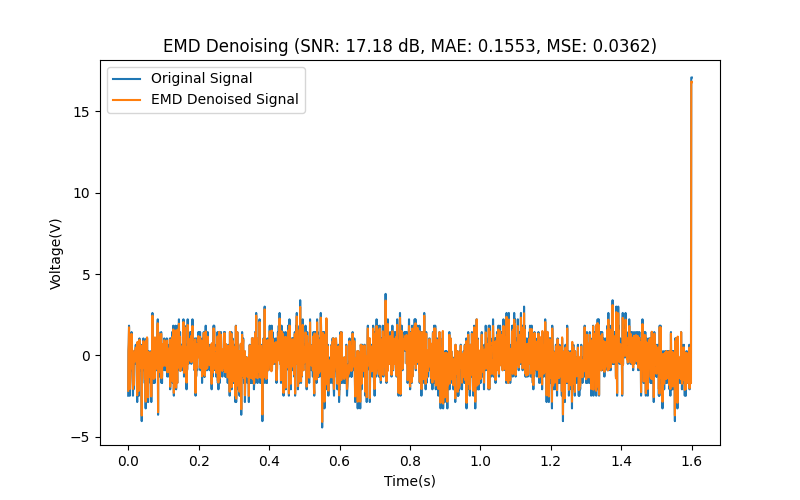 EMD Denoising (SNR: 17.18 dB, MAE: 0.1553, MSE: 0.0362)
Original Signal
EMD Denoised Signal
Voltage(V)
15
10
5
0
−5
0.0 0.2 0.4 0.6 0.8 1.0 1.2 1.4 1.6
Time(s)